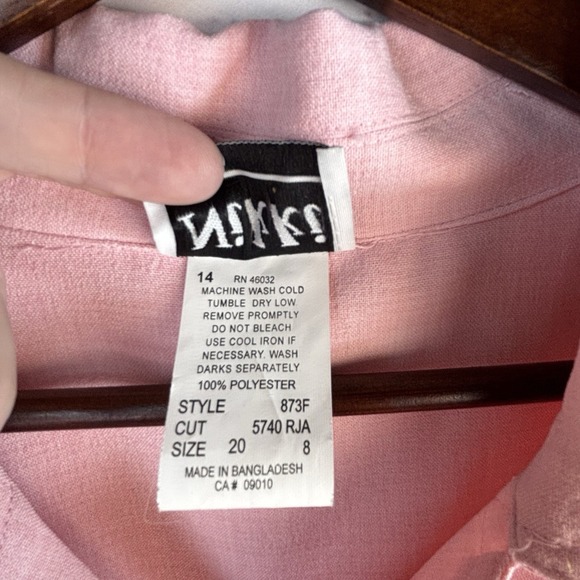 Nikki
14 RN 46032
MACHINE WASH COLD
TUMBLE DRY LOW
REMOVE PROMPTLY
DO NOT BLEACH
USE COOL IRON IF
NECESSARY. WASH
DARKS SEPARATELY
100% POLYESTER
STYLE 873F
CUT 5740 RJA
SIZE 20 8
MADE IN BANGLADESH
CA# 09010